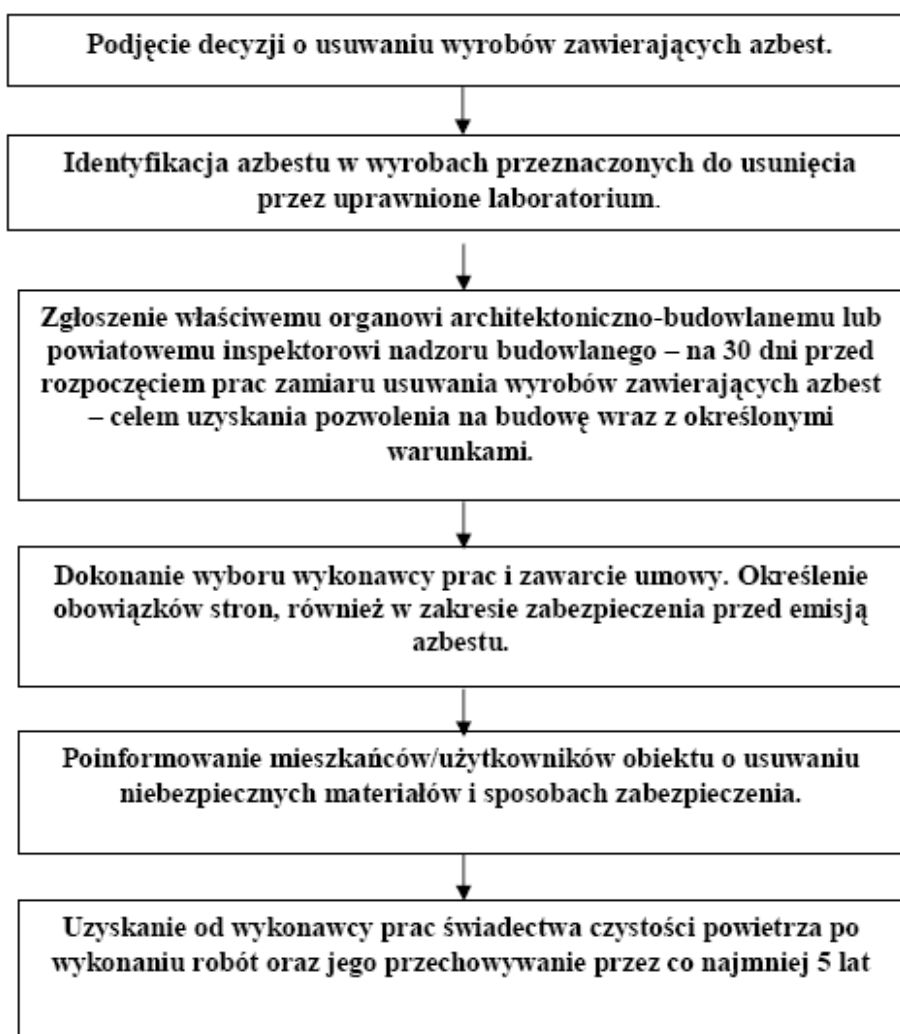 Podjęcie decyzji o usuwaniu wyrobów zawierających azbest.
Identyfikacja azbestu w wyrobach przeznaczonych do usunięcia
przez uprawnione laboratorium.
Zgłoszenie właściwemu organowi architektoniczno-budowlanemu lub
powiatowemu inspektorowi nadzoru budowlanego – na 30 dni przed
rozpoczęciem prac zamiaru usuwania wyrobów zawierających azbest
– celem uzyskania pozwolenia na budowę wraz z określonymi
warunkami.
Dokonanie wyboru wykonawcy prac i zawarcie umowy. Określenie
obowiązków stron, również w zakresie zabezpieczenia przed emisją
azbestu.
Poinformowanie mieszkańców/użytkowników obiektu o usuwaniu
niebezpiecznych materiałów i sposobach zabezpieczenia.
Uzyskanie od wykonawcy prac świadectwa czystości powietrza po
wykonaniu robót oraz jego przechowywanie przez co najmniej 5 lat